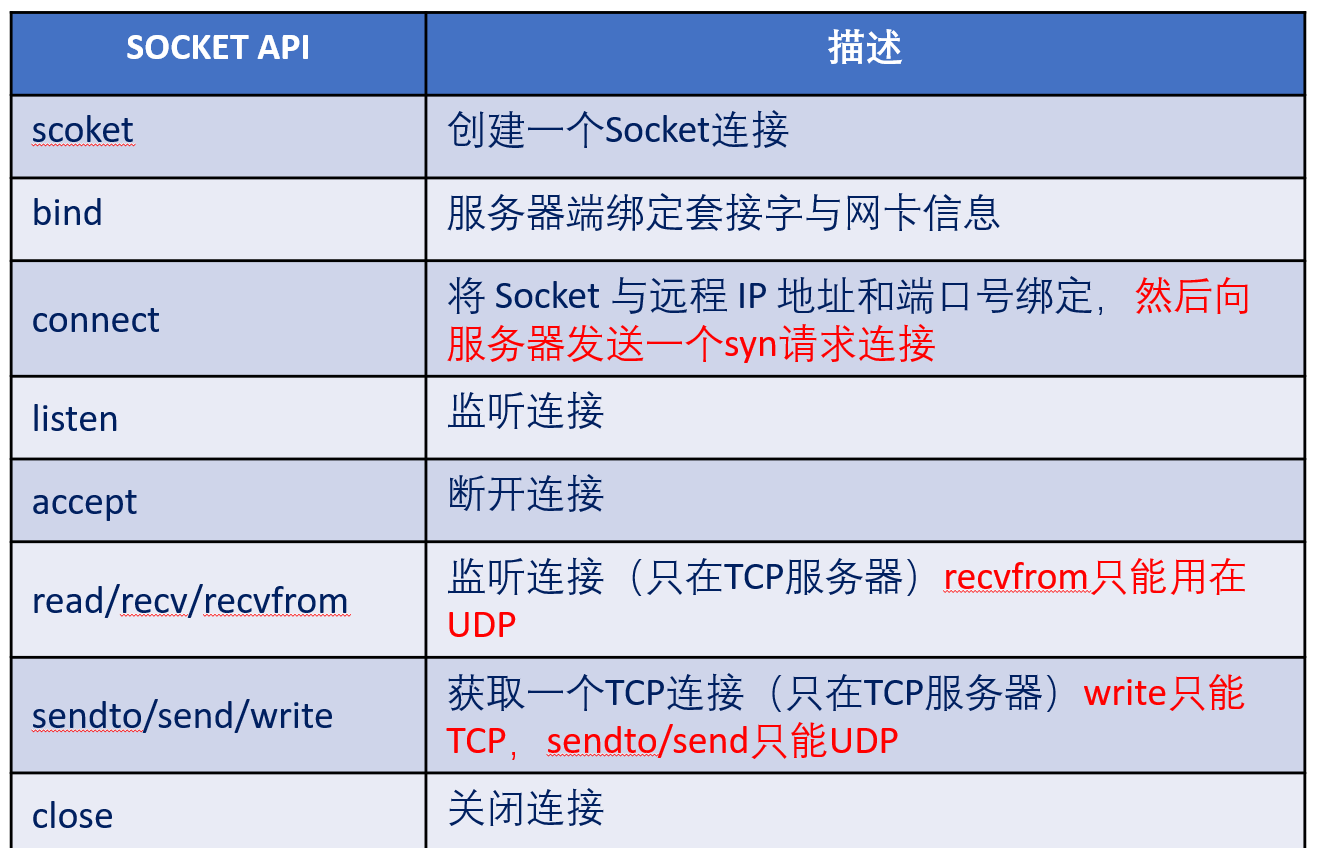 SOCKET API 描述
scoket 创建一个Socket连接
bind 服务器端绑定套接字与网卡信息
connect 将 Socket 与远程 IP 地址和端口号绑定，然后向
服务器发送一个syn请求连接
listen 监听连接
accept 断开连接
read/recv/recvfrom 监听连接（只在TCP服务器）recvfrom只能用在
UDP
sendto/send/write 获取一个TCP连接（只在TCP服务器）write只能
TCP，sendto/send只能UDP
close 关闭连接